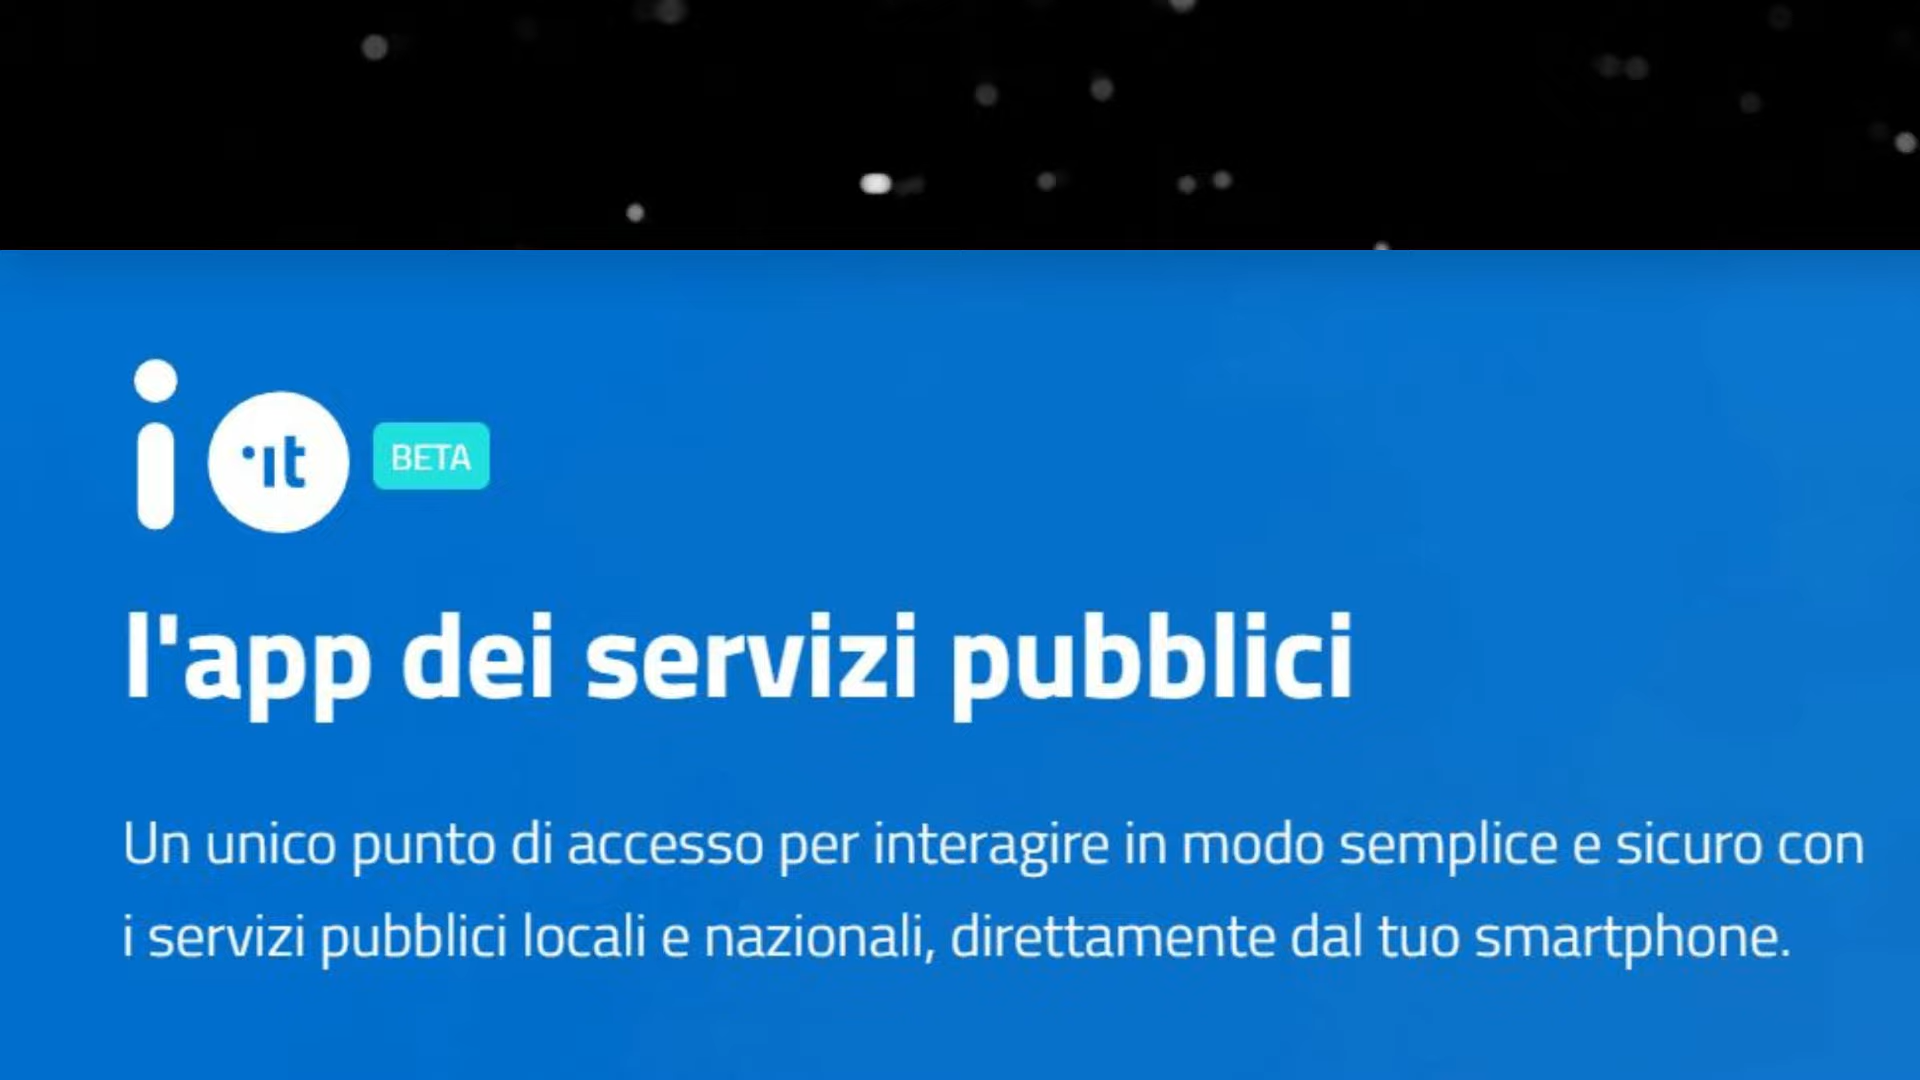 io
it
BETA
l'app dei servizi pubblici
Un unico punto di accesso per interagire in modo semplice e sicuro con
i servizi pubblici locali e nazionali, direttamente dal tuo smartphone.